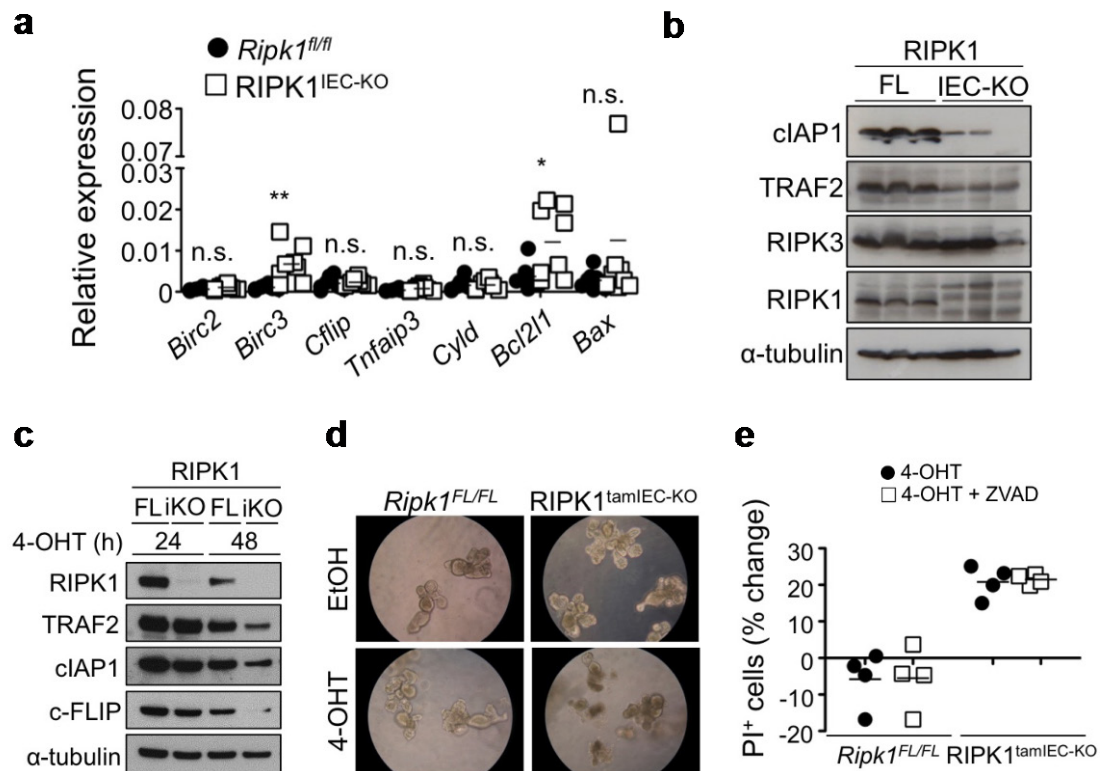 a
Ripk1fl/fl
RIPK1IEC-KO
Relative expression
0.08
0.07
0.03
0.02
0.01
0
n.s.
**
n.s.
n.s.
n.s.
*
n.s.
Birc2
Birc3
Cflip
Tnfaip3
Cyld
Bcl2l1
Bax
b
RIPK1
FL IEC-KO
cIAP1
TRAF2
RIPK3
RIPK1
α-tubulin
c
RIPK1
FL iKO FL iKO
4-OHT (h) 24 48
RIPK1
TRAF2
cIAP1
c-FLIP
α-tubulin
d
Ripk1FL/FL RIPK1tamIEC-KO
EtOH
4-OHT
e
4-OHT
4-OHT + ZVAD
PI+ cells (% change)
30
20
10
0
-10
-20
Ripk1FL/FL RIPK1tamIEC-KO